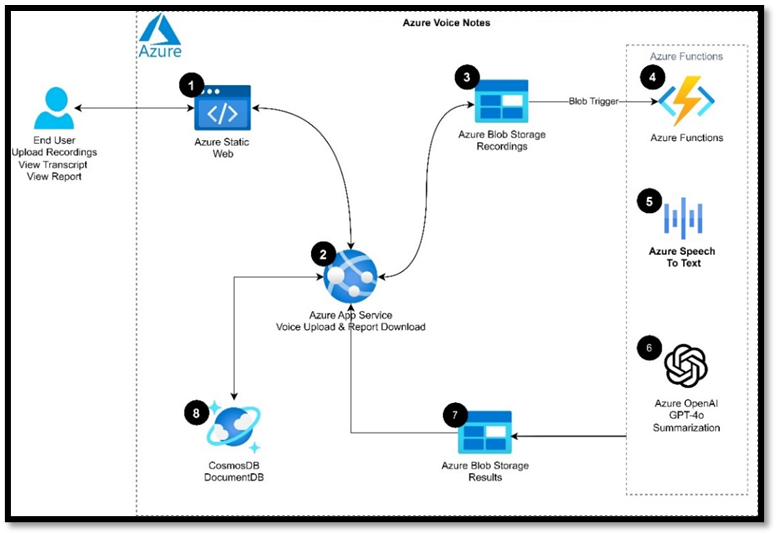 Azure Voice Notes
Azure
Azure Functions
1
3
4
Blob Trigger
End User
Upload Recordings
View Transcript
View Report
Azure Static
Web
Azure Blob Storage
Recordings
Azure Functions
5
Azure Speech
To Text
2
Azure App Service
Voice Upload & Report Download
6
Azure OpenAI
GPT-4o
Summarization
8
CosmosDB
DocumentDB
7
Azure Blob Storage
Results